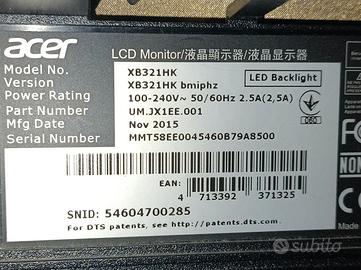 acer
LCD Monitor/液晶顯示器/液晶显示器
Model No. XB321HK
Version XB321HK bmiphz
LED Backlight
Power Rating 100-240V~ 50/60Hz 2.5A(2,5A)
Part Number UM.JX1EE.001
Mfg Date Nov 2015
Serial Number MMT58EE0045460B79A8500
060
EAN:
4 713392 371325
SNID: 54604700285
For DTS patents, see http://patents.dts.com.
subito